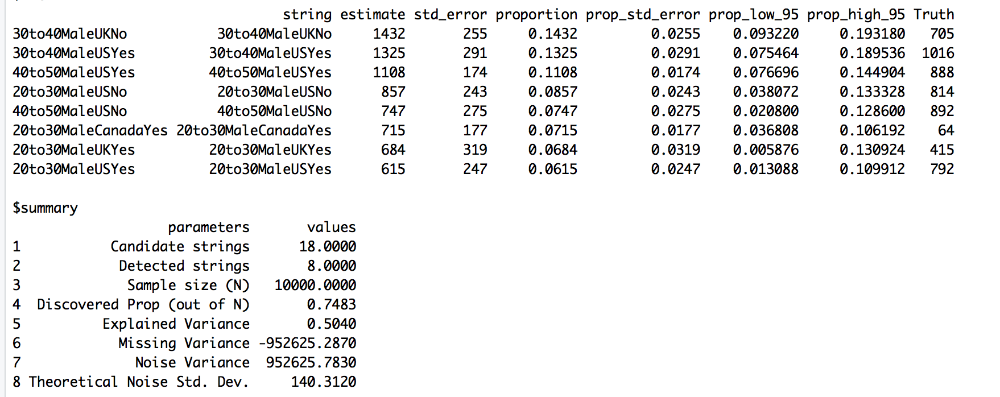 string estimate std_error proportion prop_std_error prop_low_95 prop_high_95 Truth
30to40MaleUKNo 30to40MaleUKNo 1432 255 0.1432 0.0255 0.093220 0.193180 705
30to40MaleUSYes 30to40MaleUSYes 1325 291 0.1325 0.0291 0.075464 0.189536 1016
40to50MaleUSYes 40to50MaleUSYes 1108 174 0.1108 0.0174 0.076696 0.144904 888
20to30MaleUSNo 20to30MaleUSNo 857 243 0.0857 0.0243 0.038072 0.133328 814
40to50MaleUSNo 40to50MaleUSNo 747 275 0.0747 0.0275 0.020800 0.128600 892
20to30MaleCanadaYes 20to30MaleCanadaYes 715 177 0.0715 0.0177 0.036808 0.106192 64
20to30MaleUKYes 20to30MaleUKYes 684 319 0.0684 0.0319 0.005876 0.130924 415
20to30MaleUSYes 20to30MaleUSYes 615 247 0.0615 0.0247 0.013088 0.109912 792
$summary
parameters values
1 Candidate strings 18.0000
2 Detected strings 8.0000
3 Sample size (N) 10000.0000
4 Discovered Prop (out of N) 0.7483
5 Explained Variance 0.5040
6 Missing Variance -952625.2870
7 Noise Variance 952625.7830
8 Theoretical Noise Std. Dev. 140.3120